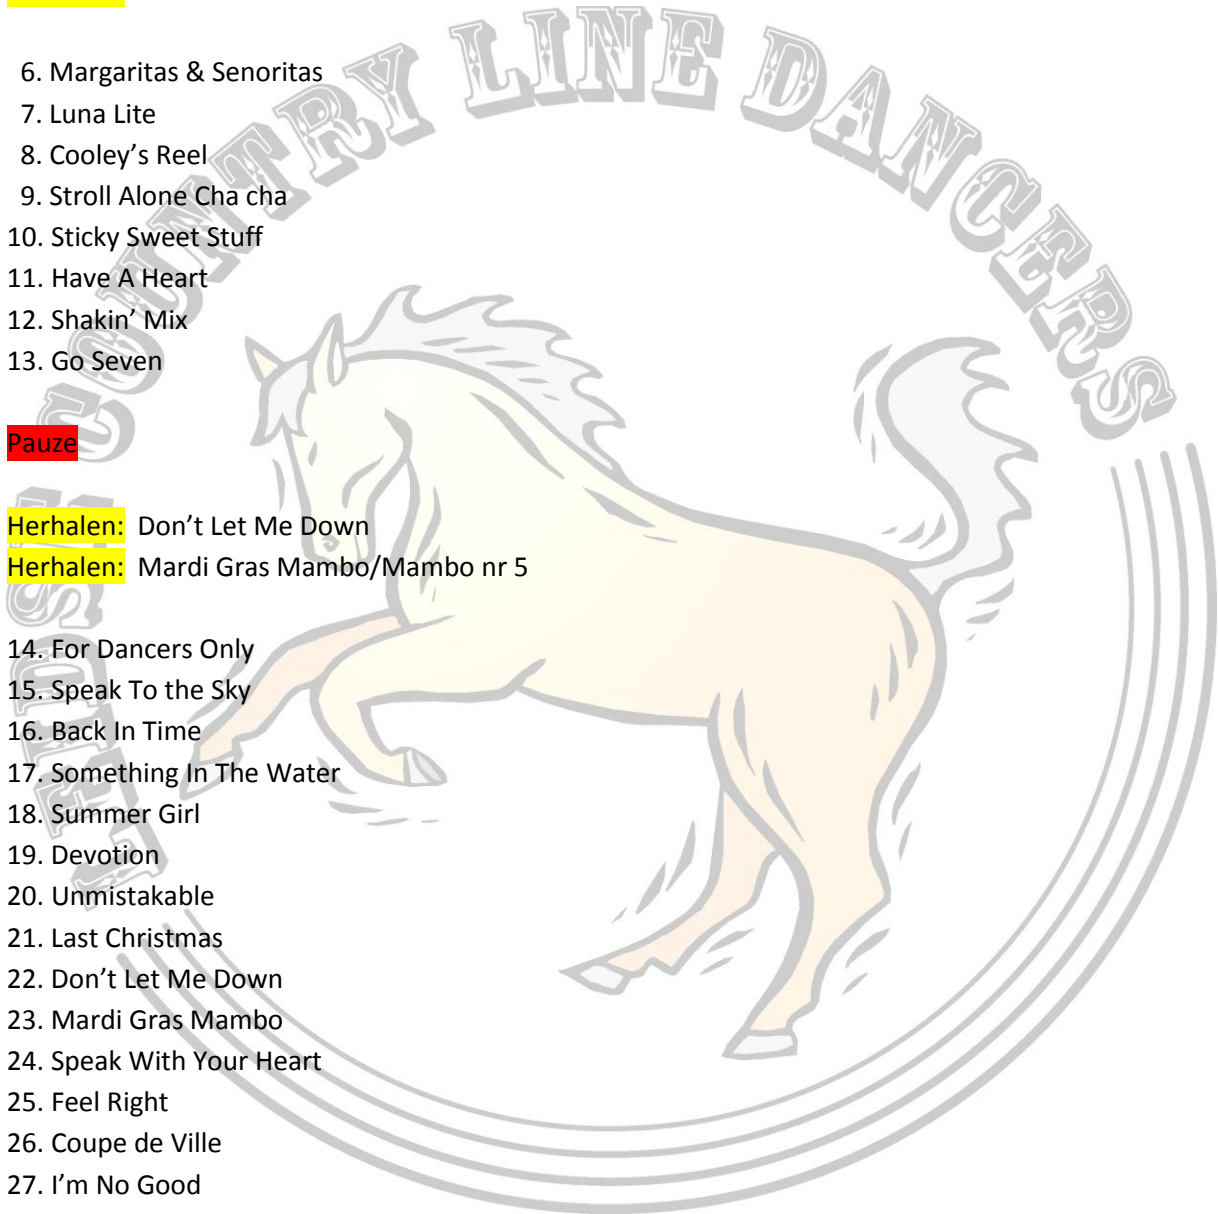 COUNTRY LINE DANCERS
6. Margaritas & Senoritas
7. Luna Lite
8. Cooley’s Reel
9. Stroll Alone Cha cha
10. Sticky Sweet Stuff
11. Have A Heart
12. Shakin’ Mix
13. Go Seven
Pauze
Herhalen: Don’t Let Me Down
Herhalen: Mardi Gras Mambo/Mambo nr 5
14. For Dancers Only
15. Speak To the Sky
16. Back In Time
17. Something In The Water
18. Summer Girl
19. Devotion
20. Unmistakable
21. Last Christmas
22. Don’t Let Me Down
23. Mardi Gras Mambo
24. Speak With Your Heart
25. Feel Right
26. Coupe de Ville
27. I’m No Good